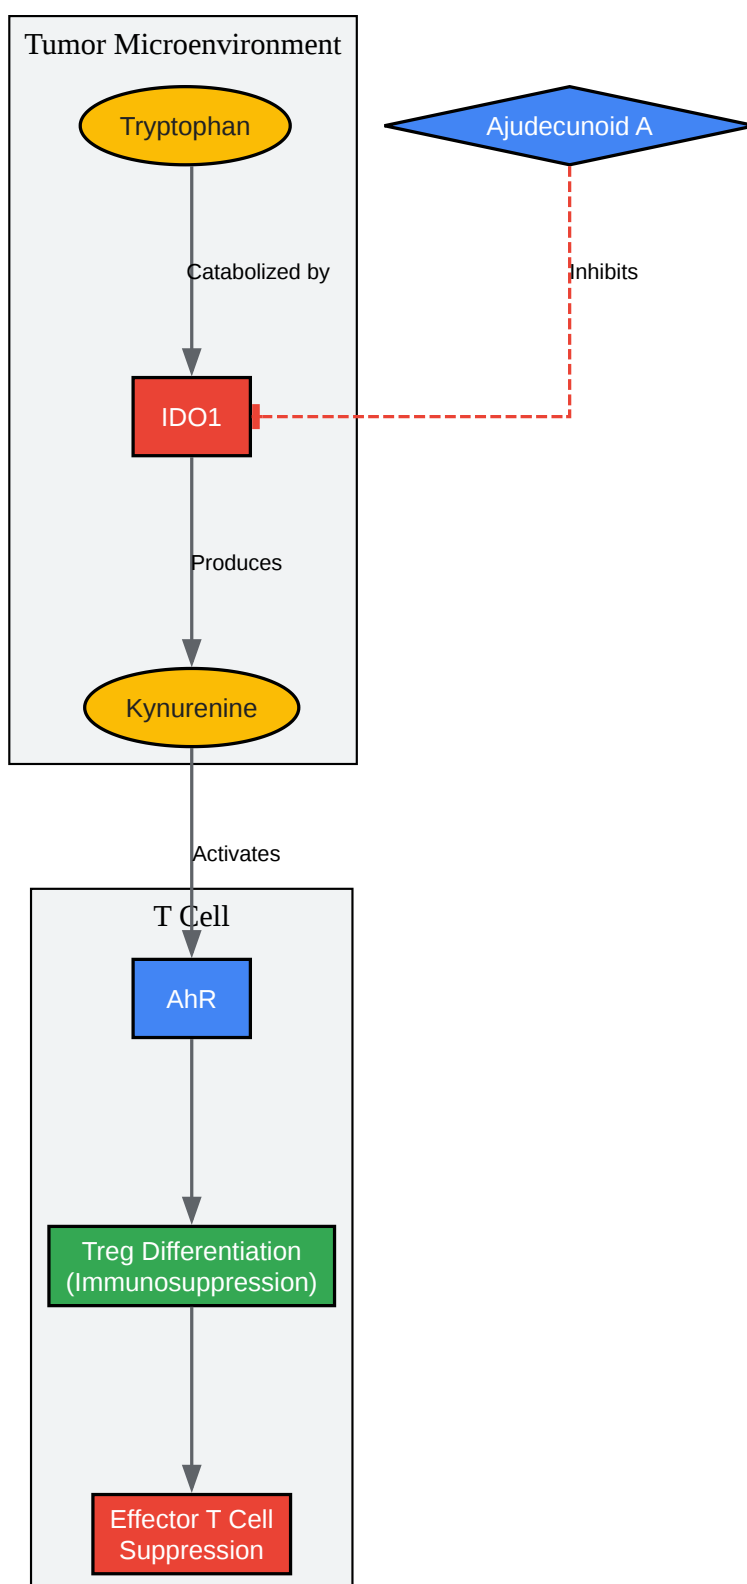 Tumor Microenvironment
Tryptophan
Ajudecunoid A
Catabolized by
Inhibits
IDO1
Produces
Kynurenine
Activates
T Cell
AhR
Treg Differentiation
(Immunosuppression)
Effector T Cell
Suppression